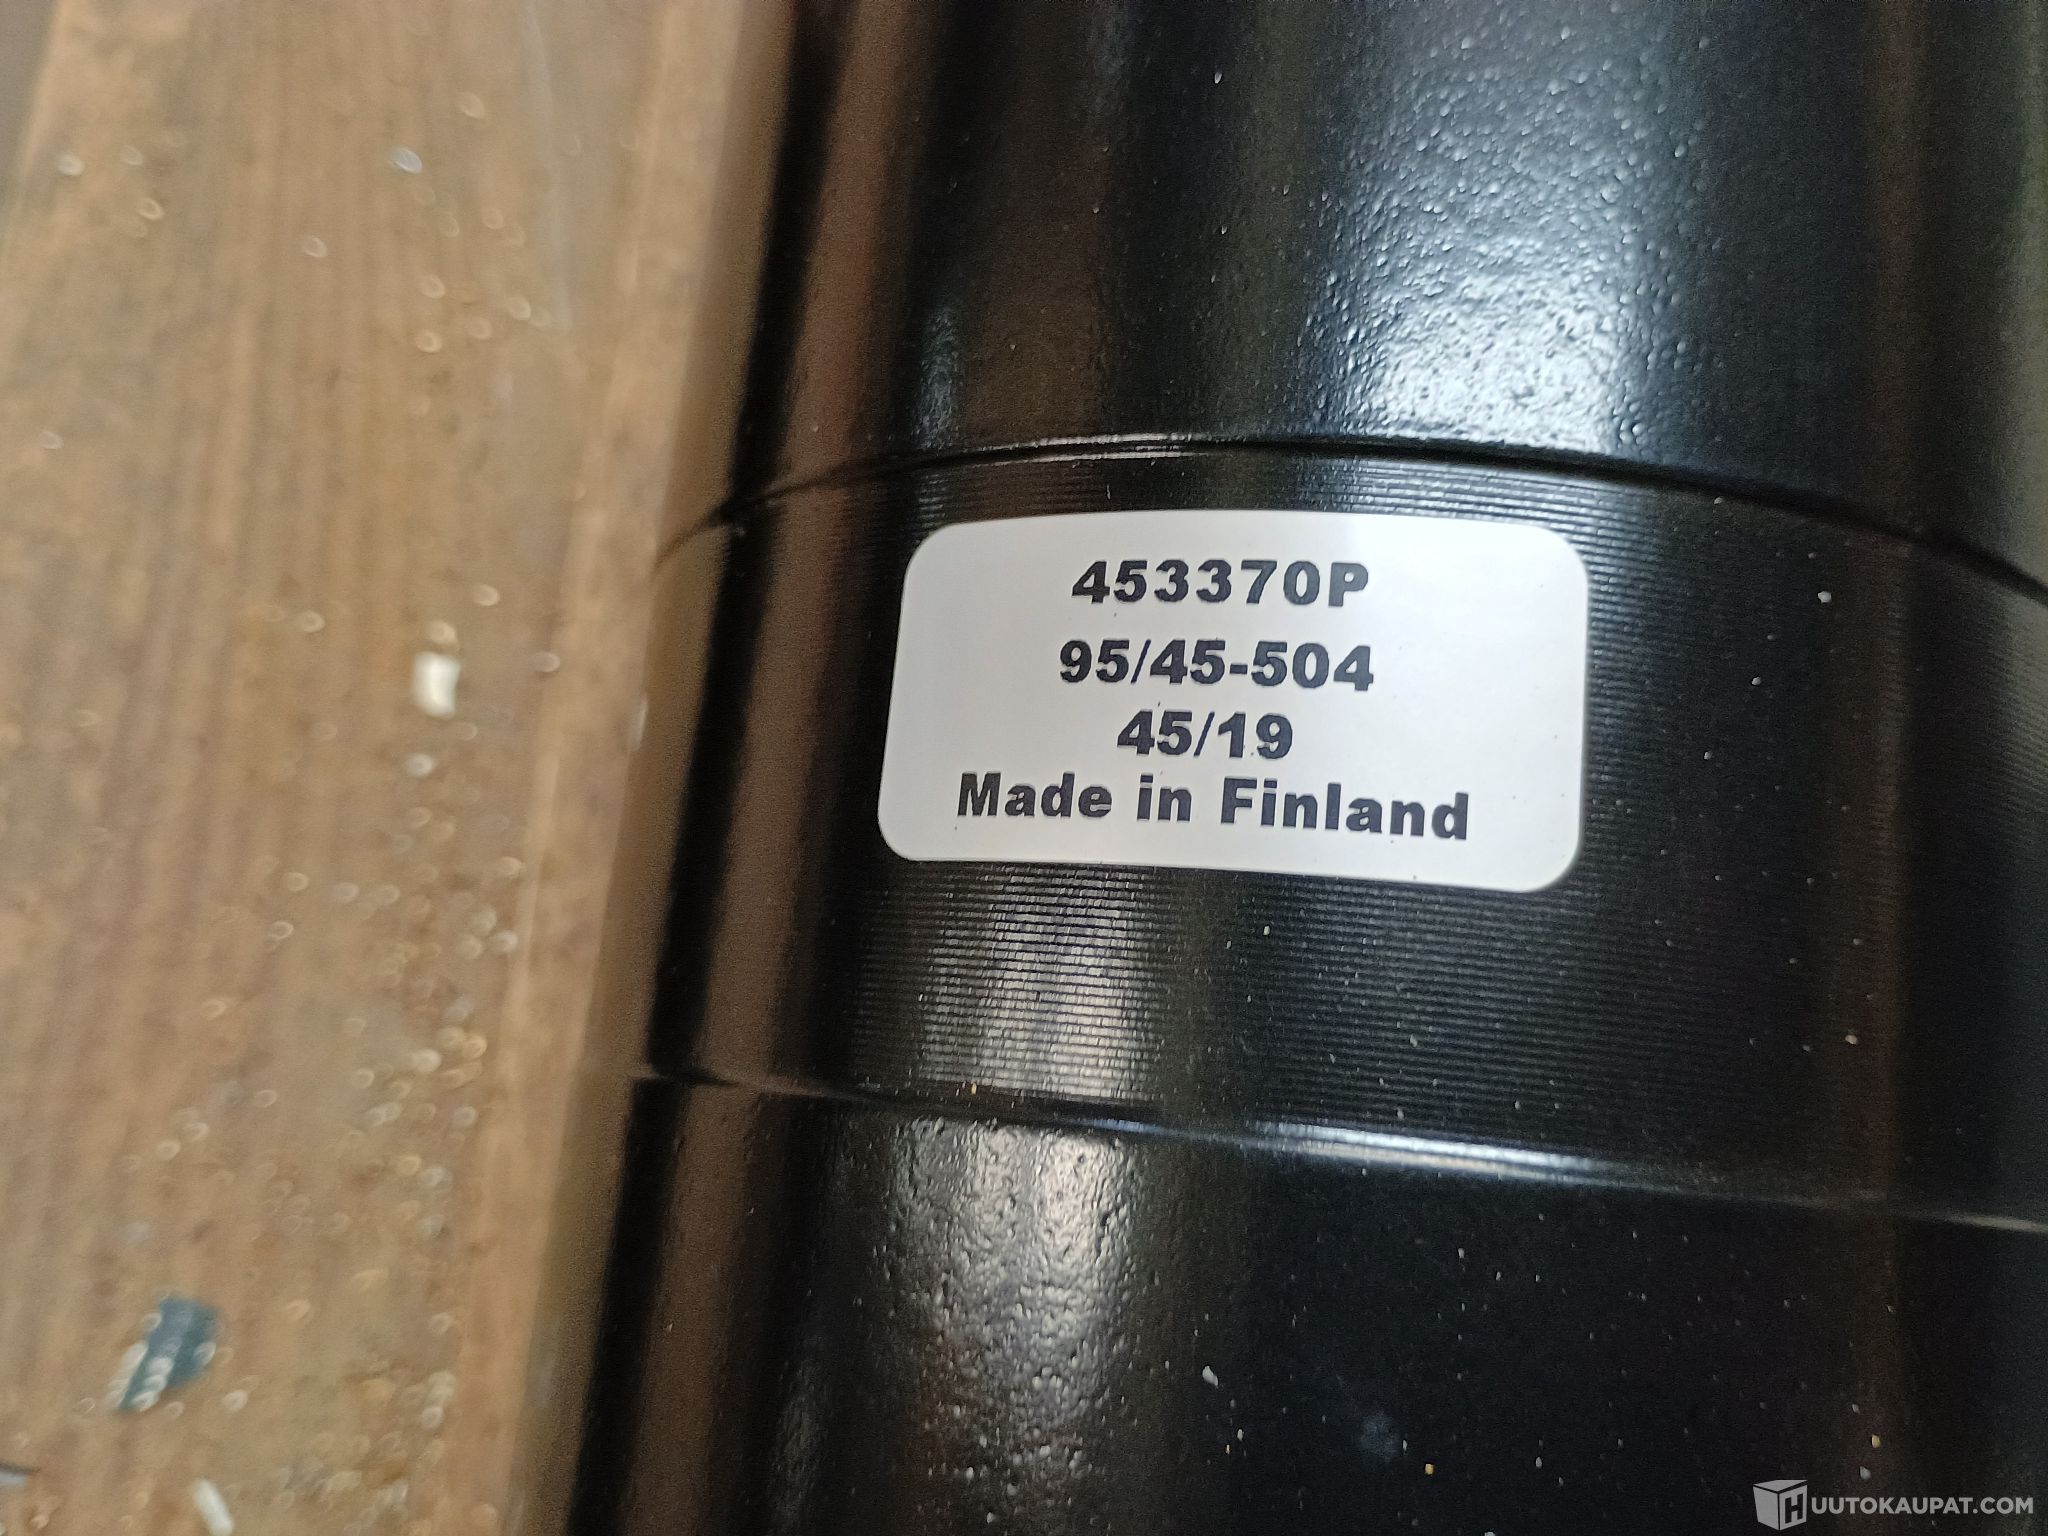 453370P
95/45-504
45/19
Made in Finland
HUUTOKAUPAT.COM